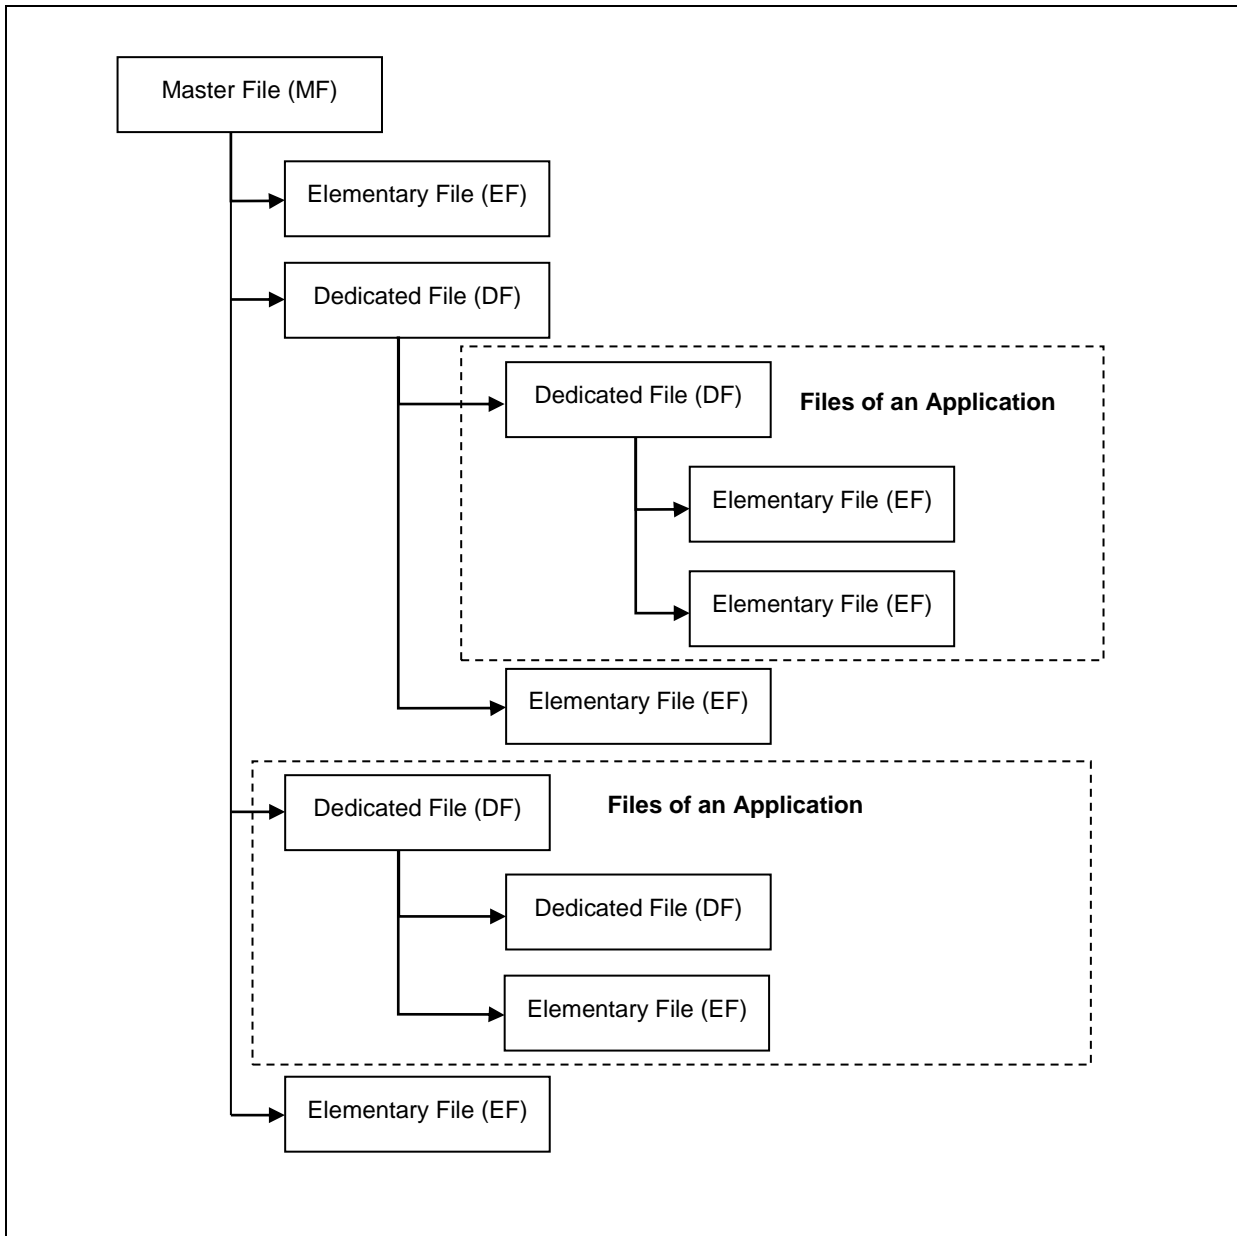 Master File (MF)
Elementary File (EF)
Dedicated File (DF)
Dedicated File (DF)
Files of an Application
Elementary File (EF)
Elementary File (EF)
Elementary File (EF)
Dedicated File (DF)
Files of an Application
Dedicated File (DF)
Elementary File (EF)
Elementary File (EF)